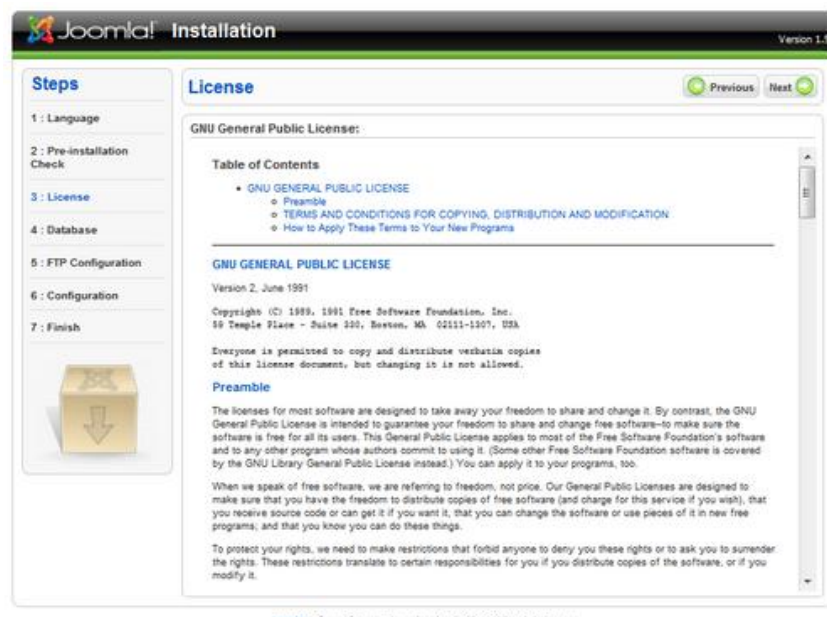 Joomla! Installation
Version 1.5
Steps
1 : Language
2 : Pre-installation
Check
3 : License
4 : Database
5 : FTP Configuration
6 : Configuration
7 : Finish
License
Previous
Next
GNU General Public License:
Table of Contents
GNU GENERAL PUBLIC LICENSE
Preamble
TERMS AND CONDITIONS FOR COPYING, DISTRIBUTION AND MODIFICATION
How to Apply These Terms to Your New Programs
GNU GENERAL PUBLIC LICENSE
Version 2, June 1991
Copyright (C) 1989, 1991 Free Software Foundation, Inc.
59 Temple Place - Suite 330, Boston, MA 02111-1307, USA
Everyone is permitted to copy and distribute verbatim copies
of this license document, but changing it is not allowed.
Preamble
The licenses for most software are designed to take away your freedom to share and change it. By contrast, the GNU
General Public License is intended to guarantee your freedom to share and change free software--to make sure the
software is free for all its users. This General Public License applies to most of the Free Software Foundation's software
and to any other program whose authors commit to using it. (Some other Free Software Foundation software is covered
by the GNU Library General Public License instead.) You can apply it to your programs, too.
When we speak of free software, we are referring to freedom, not price. Our General Public Licenses are designed to
make sure that you have the freedom to distribute copies of free software (and charge for this service if you wish), that
you receive source code or can get it if you want it, that you can change the software or use pieces of it in new free
programs; and that you know you can do these things.
To protect your rights, we need to make restrictions that forbid anyone to deny you these rights or to ask you to surrender
the rights. These restrictions translate to certain responsibilities for you if you distribute copies of the software, or if you
modify it.